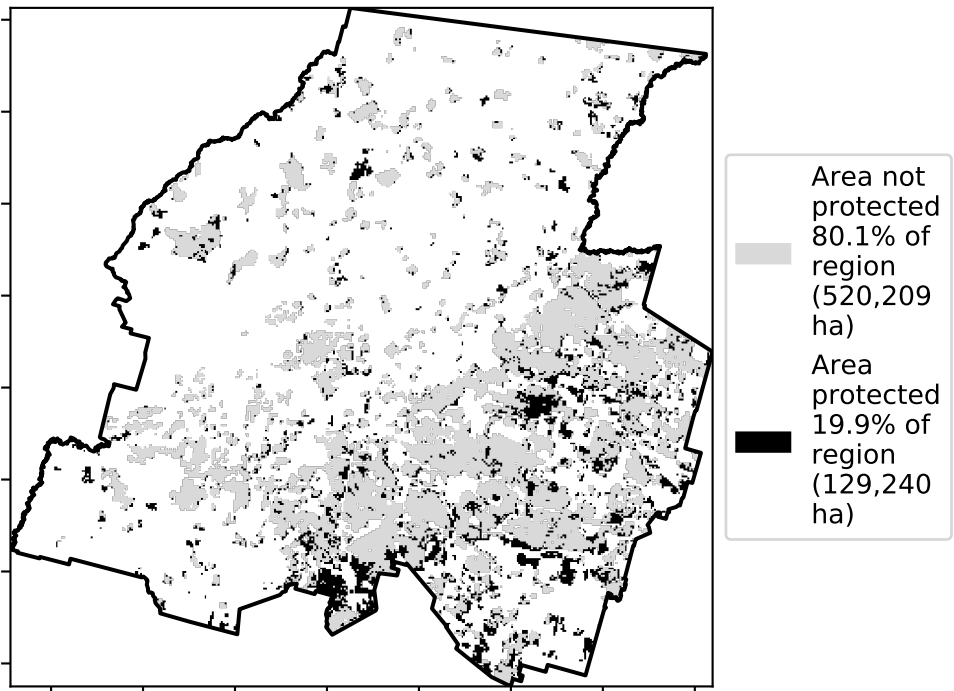 Area not
protected
80.1% of
region
(520,209
ha)
Area
protected
19.9% of
region
(129,240
ha)